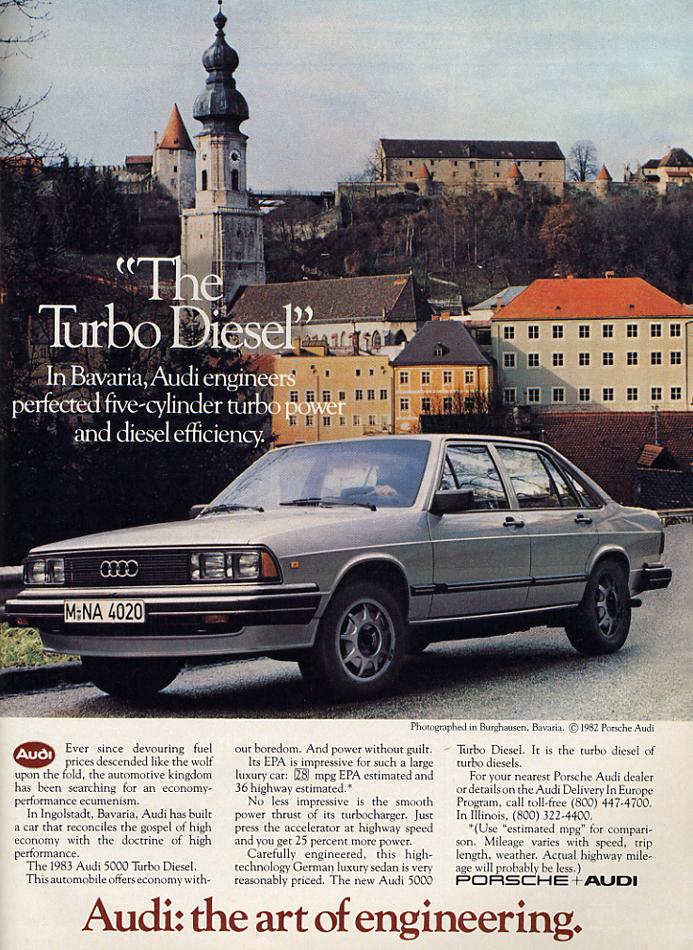 “The
Turbo Diesel”
In Bavaria, Audi engineers
perfected five-cylinder turbo power
and diesel efficiency.
M-NA 4020
Photographed in Burghausen, Bavaria. © 1982 Porsche Audi
Audi
Ever since devouring fuel
prices descended like the wolf
upon the fold, the automotive kingdom
has been searching for an economy-
performance ecumenism.
In Ingolstadt, Bavaria, Audi has built
a car that reconciles the gospel of high
economy with the doctrine of high
performance.
The 1983 Audi 5000 Turbo Diesel.
This automobile offers economy with-
out boredom. And power without guilt.
Its EPA is impressive for such a large
luxury car: 28 mpg EPA estimated and
36 highway estimated.*
No less impressive is the smooth
power thrust of its turbocharger. Just
press the accelerator at highway speed
and you get 25 percent more power.
Carefully engineered, this high-
technology German luxury sedan is very
reasonably priced. The new Audi 5000
Turbo Diesel. It is the turbo diesel of
turbo diesels.
For your nearest Porsche Audi dealer
or details on the Audi Delivery In Europe
Program, call toll-free (800) 447-4700.
In Illinois, (800) 322-4400.
*(Use “estimated mpg” for compari-
son. Mileage varies with speed, trip
length, weather. Actual highway mile-
age will probably be less.)
PORSCHE+AUDI
Audi: the art of engineering.